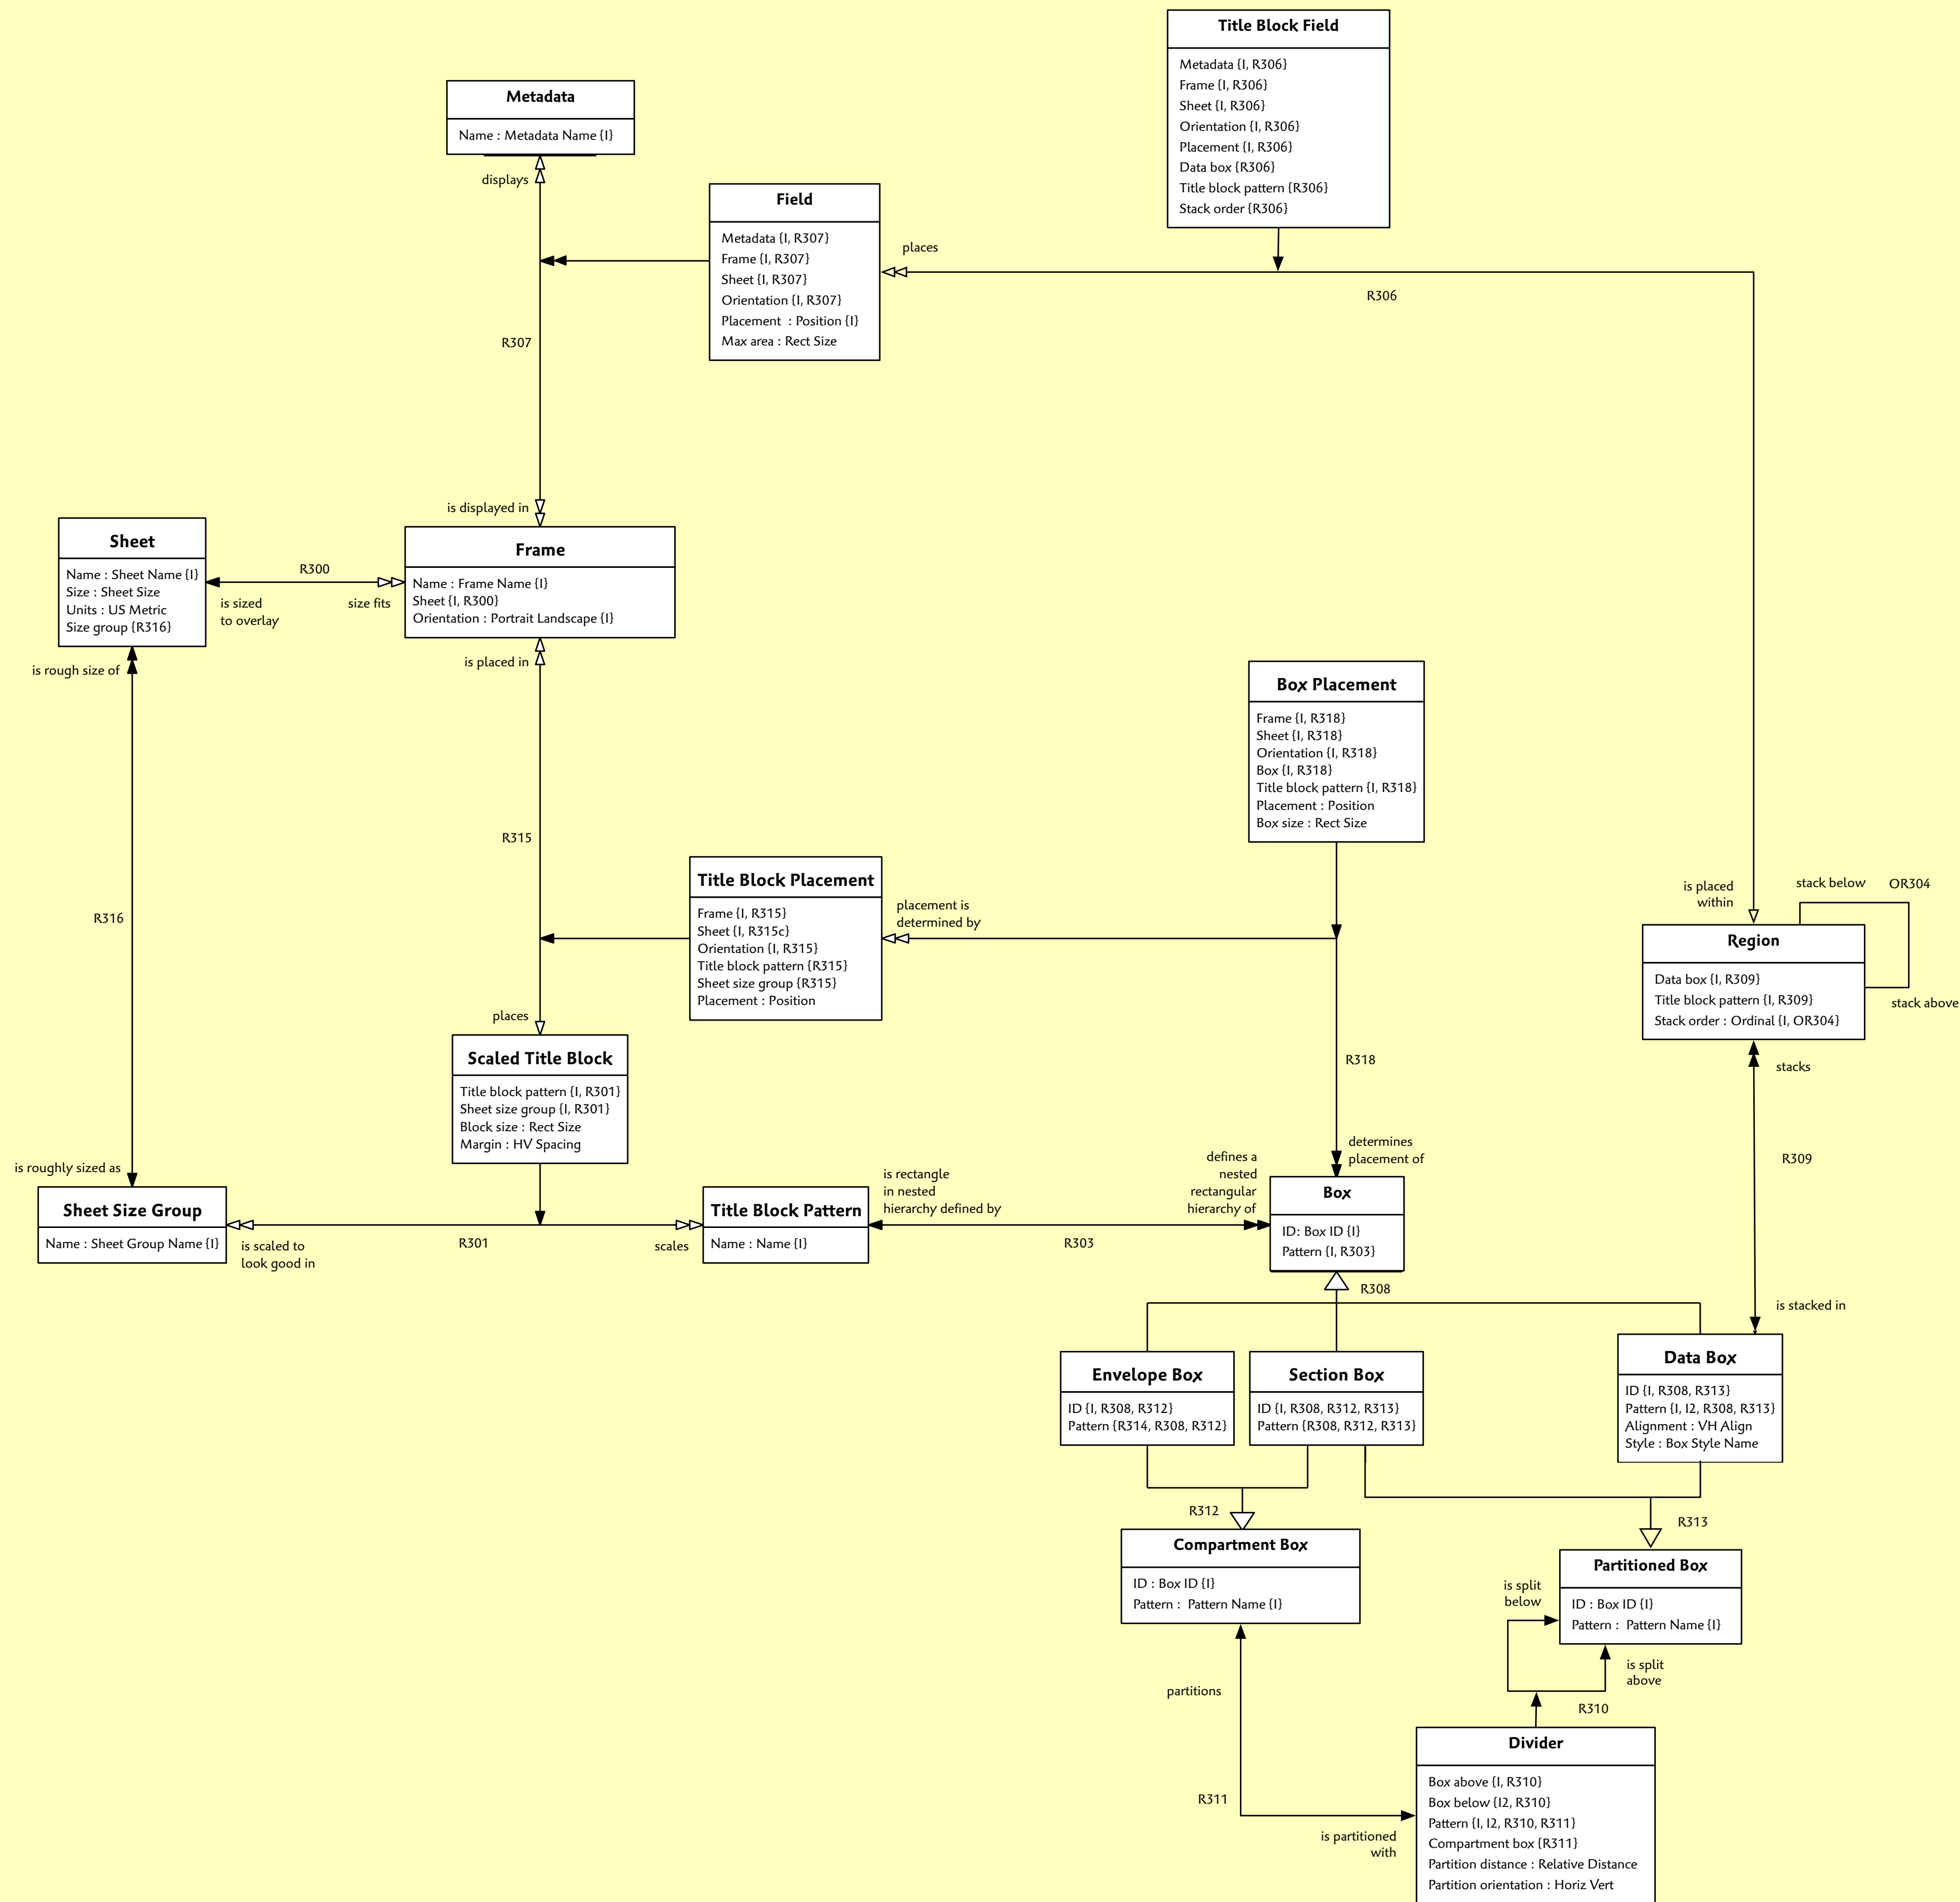 Title Block Field
Metadata {I, R306}
Frame {I, R306}
Sheet {I, R306}
Orientation {I, R306}
Placement {I, R306}
Data box {R306}
Title block pattern {R306}
Stack order {R306}
Metadata
Name : Metadata Name {I}
displays
Field
Metadata {I, R307}
Frame {I, R307}
Sheet {I, R307}
Orientation {I, R307}
Placement : Position {I}
Max area : Rect Size
places
R306
R307
is displayed in
Sheet
Name : Sheet Name {I}
Size : Sheet Size
Units : US Metric
Size group {R316}
R300
is sized
to overlay
size fits
Frame
Name : Frame Name {I}
Sheet {I, R300}
Orientation : Portrait Landscape {I}
is rough size of
is placed in
Box Placement
Frame {I, R318}
Sheet {I, R318}
Orientation {I, R318}
Box {I, R318}
Title block pattern {I, R318}
Placement : Position
Box size : Rect Size
R315
R316
Title Block Placement
Frame {I, R315}
Sheet {I, R315c}
Orientation {I, R315}
Title block pattern {R315}
Sheet size group {R315}
Placement : Position
placement is
determined by
is placed
within
stack below
OR304
Region
Data box {I, R309}
Title block pattern {I, R309}
Stack order : Ordinal {I, OR304}
stack above
stacks
places
Scaled Title Block
Title block pattern {I, R301}
Sheet size group {I, R301}
Block size : Rect Size
Margin : HV Spacing
R318
determines
placement of
R309
is roughly sized as
Sheet Size Group
Name : Sheet Group Name {I}
is scaled to
look good in
R301
scales
Title Block Pattern
Name : Name {I}
is rectangle
in nested
hierarchy defined by
R303
defines a
nested
rectangular
hierarchy of
Box
ID: Box ID {I}
Pattern {I, R303}
R308
is stacked in
Envelope Box
ID {I, R308, R312}
Pattern {R314, R308, R312}
Section Box
ID {I, R308, R312, R313}
Pattern {R308, R312, R313}
Data Box
ID {I, R308, R313}
Pattern {I, I2, R308, R313}
Alignment : VH Align
Style : Box Style Name
R312
R313
Compartment Box
ID : Box ID {I}
Pattern : Pattern Name {I}
Partitioned Box
ID : Box ID {I}
Pattern : Pattern Name {I}
is split
below
is split
above
R310
partitions
R311
is partitioned
with
Divider
Box above {I, R310}
Box below {I2, R310}
Pattern {I, I2, R310, R311}
Compartment box {R311}
Partition distance : Relative Distance
Partition orientation : Horiz Vert